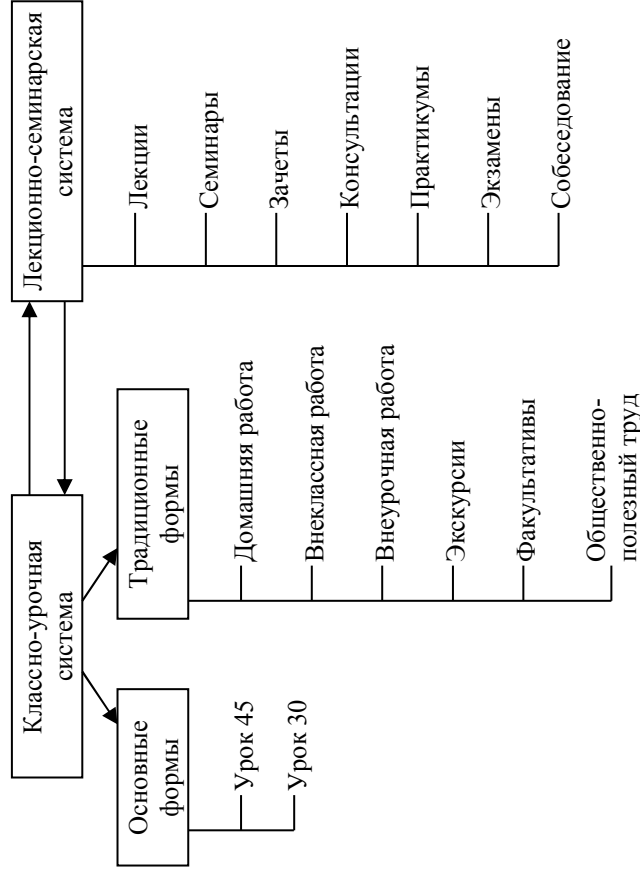 Классно-урочная
система
Лекционно-семинарская
система
Основные
формы
Урок 45
Урок 30
Традиционные
формы
Домашняя работа
Внеклассная работа
Внеурочная работа
Экскурсии
Факультативы
Общественно-
полезный труд
Лекции
Семинары
Зачеты
Консультации
Практикумы
Экзамены
Собеседование